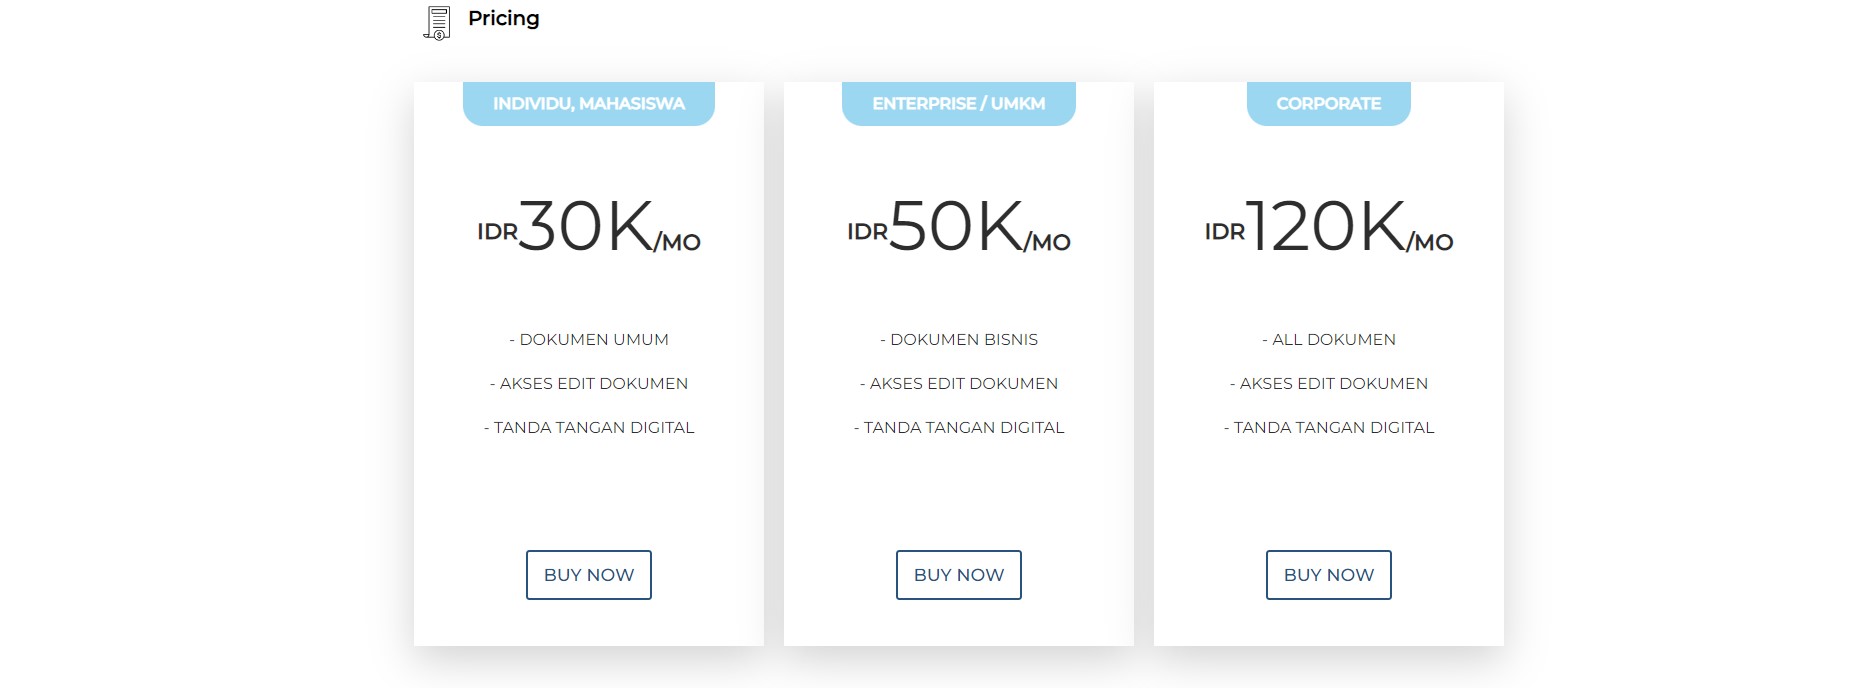 Pricing
INDIVIDU, MAHASISWA
IDR30K/MO
- DOKUMEN UMUM
- AKSES EDIT DOKUMEN
- TANDA TANGAN DIGITAL
BUY NOW
ENTERPRISE / UMKM
IDR50K/MO
- DOKUMEN BISNIS
- AKSES EDIT DOKUMEN
- TANDA TANGAN DIGITAL
BUY NOW
CORPORATE
IDR120K/MO
- ALL DOKUMEN
- AKSES EDIT DOKUMEN
- TANDA TANGAN DIGITAL
BUY NOW